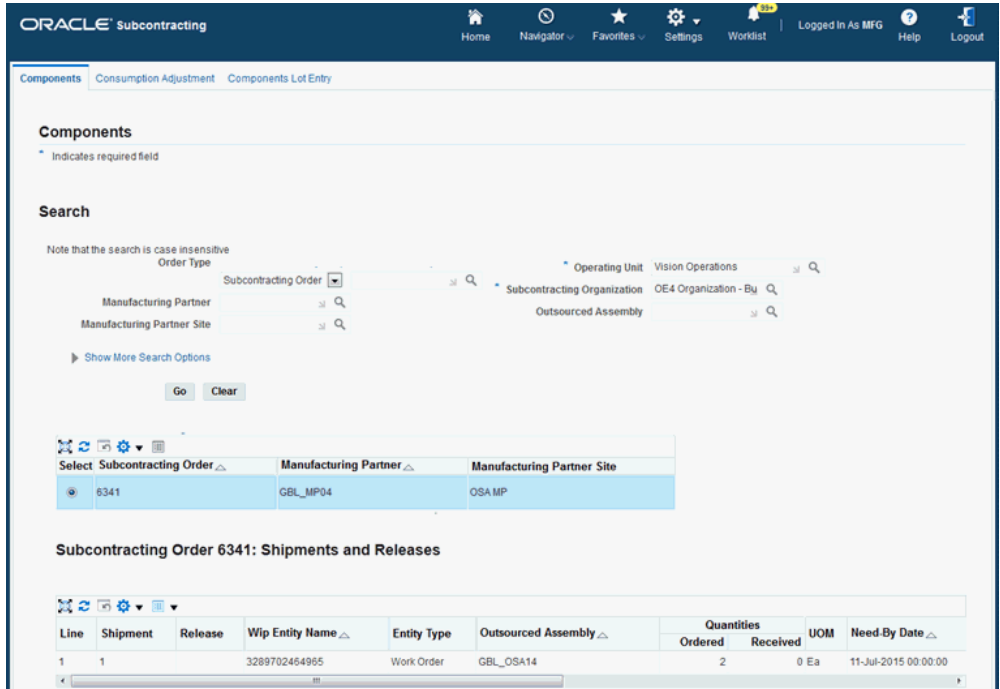 ORACLE® Subcontracting
Home Navigator Favorites Settings 99+ Worklist Logged In As MFG Help Logout
Components Consumption Adjustment Components Lot Entry
Components
* Indicates required field
Search
Note that the search is case insensitive
Order Type
Subcontracting Order
Manufacturing Partner
Manufacturing Partner Site
* Operating Unit Vision Operations
* Subcontracting Organization OE4 Organization - Bu
Outsourced Assembly
Show More Search Options
Go Clear
Select Subcontracting Order Manufacturing Partner Manufacturing Partner Site
6341 GBL_MP04 OSA MP
Subcontracting Order 6341: Shipments and Releases
Line Shipment Release Wip Entity Name Entity Type Outsourced Assembly Quantities Ordered Received UOM Need-By Date
1 1 3289702464965 Work Order GBL_OSA14 2 0 Ea 11-Jul-2015 00:00:00